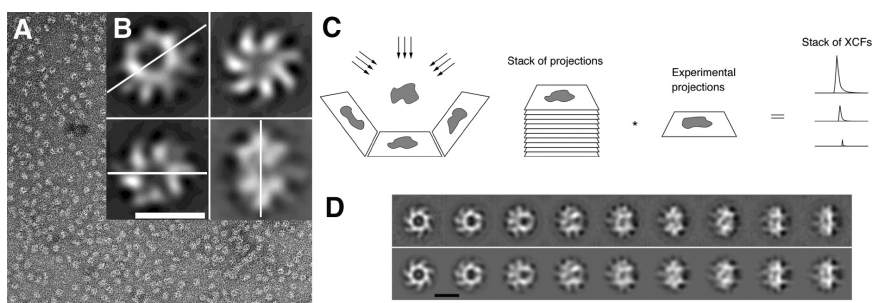 A
B
C
Stack of projections
Experimental
projections
*
=
Stack of XCFs
D